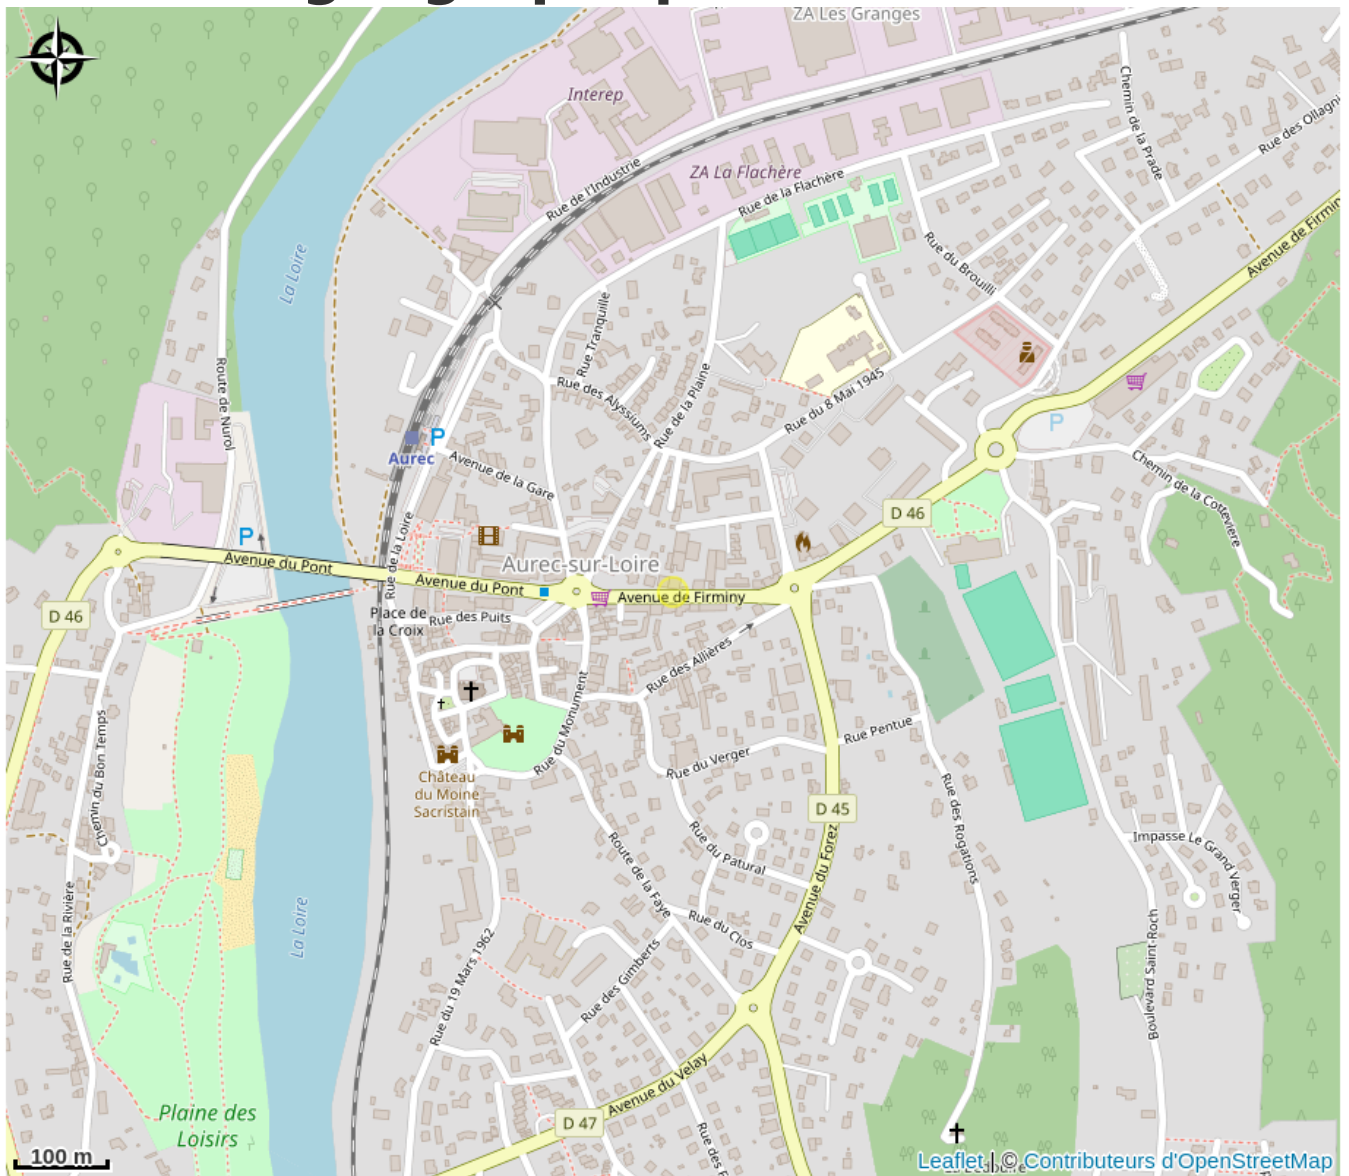 ZA Les Granges
Interep
Chemin de la Prade
Rue de l'Industrie
ZA La Flachère
Rue de la Flachère
Avenue de Firmin
La Loire
Rue du Brouilli
Rue Tranquille
Route de Nurol
Rue des Alyssiums
Rue de la Plaine
Rue du 8 Mai 1945
P
P
Aurec
Avenue de la Gare
Chemin de la Cottevière
D 46
P
Rue de la Loire
Avenue du Pont
Aurec-sur-Loire
Avenue du Pont
Avenue de Firminy
D 46
Place de
la Croix
Rue des Puits
Rue des Allières
Rue du Monument
Rue Pentue
Rue du Verger
Château
du Moine
Sacristain
Chemin du Bon Temps
D 45
Rue des Rogations
Impasse Le Grand Verger
Rue du Patural
Route de la Faye
Avenue du Forez
Rue de la Rivière
La Loire
Rue du Clos
Rue du 19 Mars 1962
Rue des Gimberts
Boulevard Saint-Roch
Avenue du Velay
Plaine des
Loisirs
D 47
100 m
Leaflet | © Contributeurs d'OpenStreetMap